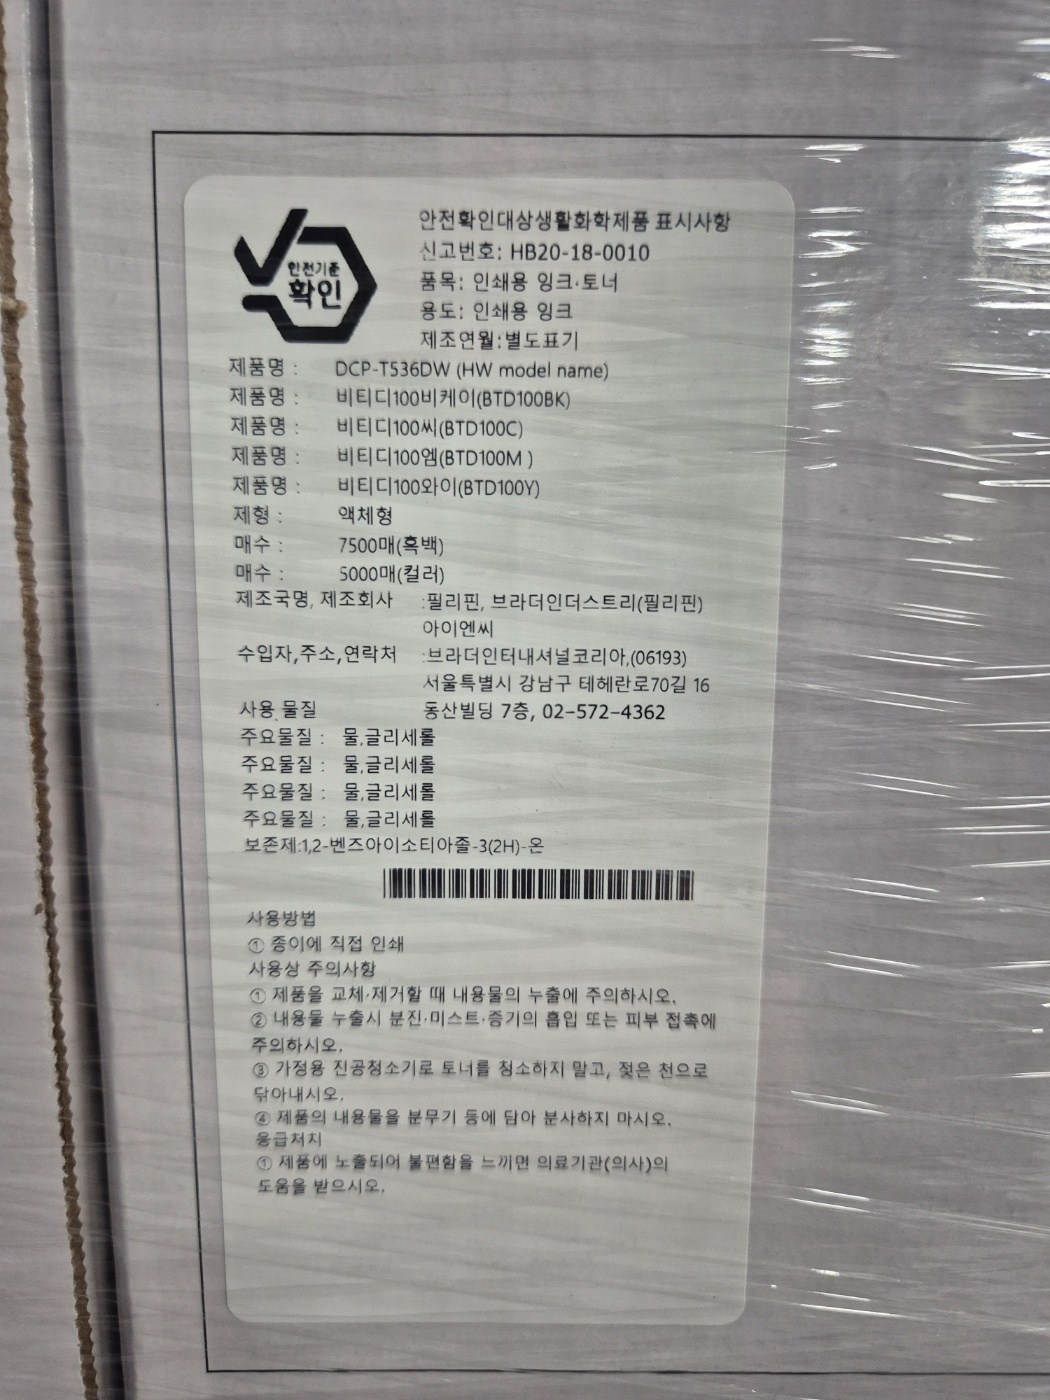 안전기준
확인
안전확인대상생활화학제품 표시사항
신고번호: HB20-18-0010
품목: 인쇄용 잉크·토너
용도: 인쇄용 잉크
제조연월:별도표기
제품명 : DCP-T536DW (HW model name)
제품명 : 비티디100비케이(BTD100BK)
제품명 : 비티디100씨(BTD100C)
제품명 : 비티디100엠(BTD100M )
제품명 : 비티디100와이(BTD100Y)
제형 : 액체형
매수 : 7500매(흑백)
매수 : 5000매(컬러)
제조국명, 제조회사 :필리핀, 브라더인더스트리(필리핀)
아이엔씨
수입자,주소,연락처 :브라더인터내셔널코리아,(06193)
서울특별시 강남구 테헤란로70길 16
사용 물질 동산빌딩 7층, 02-572-4362
주요물질 : 물,글리세롤
주요물질 : 물,글리세롤
주요물질 : 물,글리세롤
주요물질 : 물,글리세롤
보존제:1,2-벤즈아이소티아졸-3(2H)-온
사용방법
① 종이에 직접 인쇄
사용상 주의사항
① 제품을 교체·제거할 때 내용물의 누출에 주의하시오.
② 내용물 누출시 분진·미스트·증기의 흡입 또는 피부 접촉에
주의하시오.
③ 가정용 진공청소기로 토너를 청소하지 말고, 젖은 천으로
닦아내시오.
④ 제품의 내용물을 분무기 등에 담아 분사하지 마시오.
응급처치
① 제품에 노출되어 불편함을 느끼면 의료기관(의사)의
도움을 받으시오.